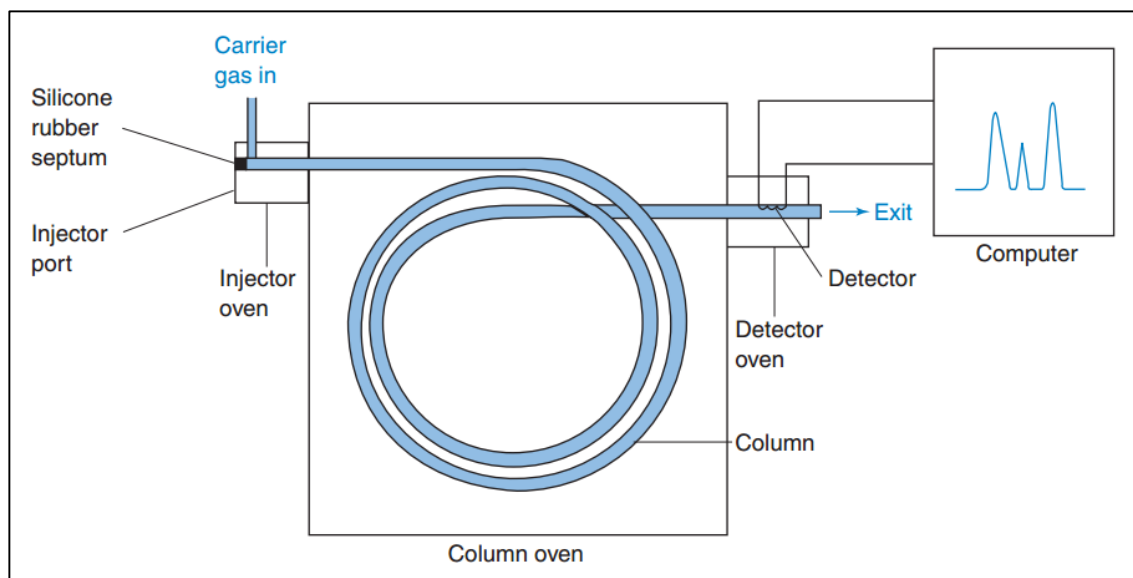 Carrier
gas in
Silicone
rubber
septum
Injector
port
Injector
oven
Exit
Computer
Detector
Detector
oven
Column
Column oven